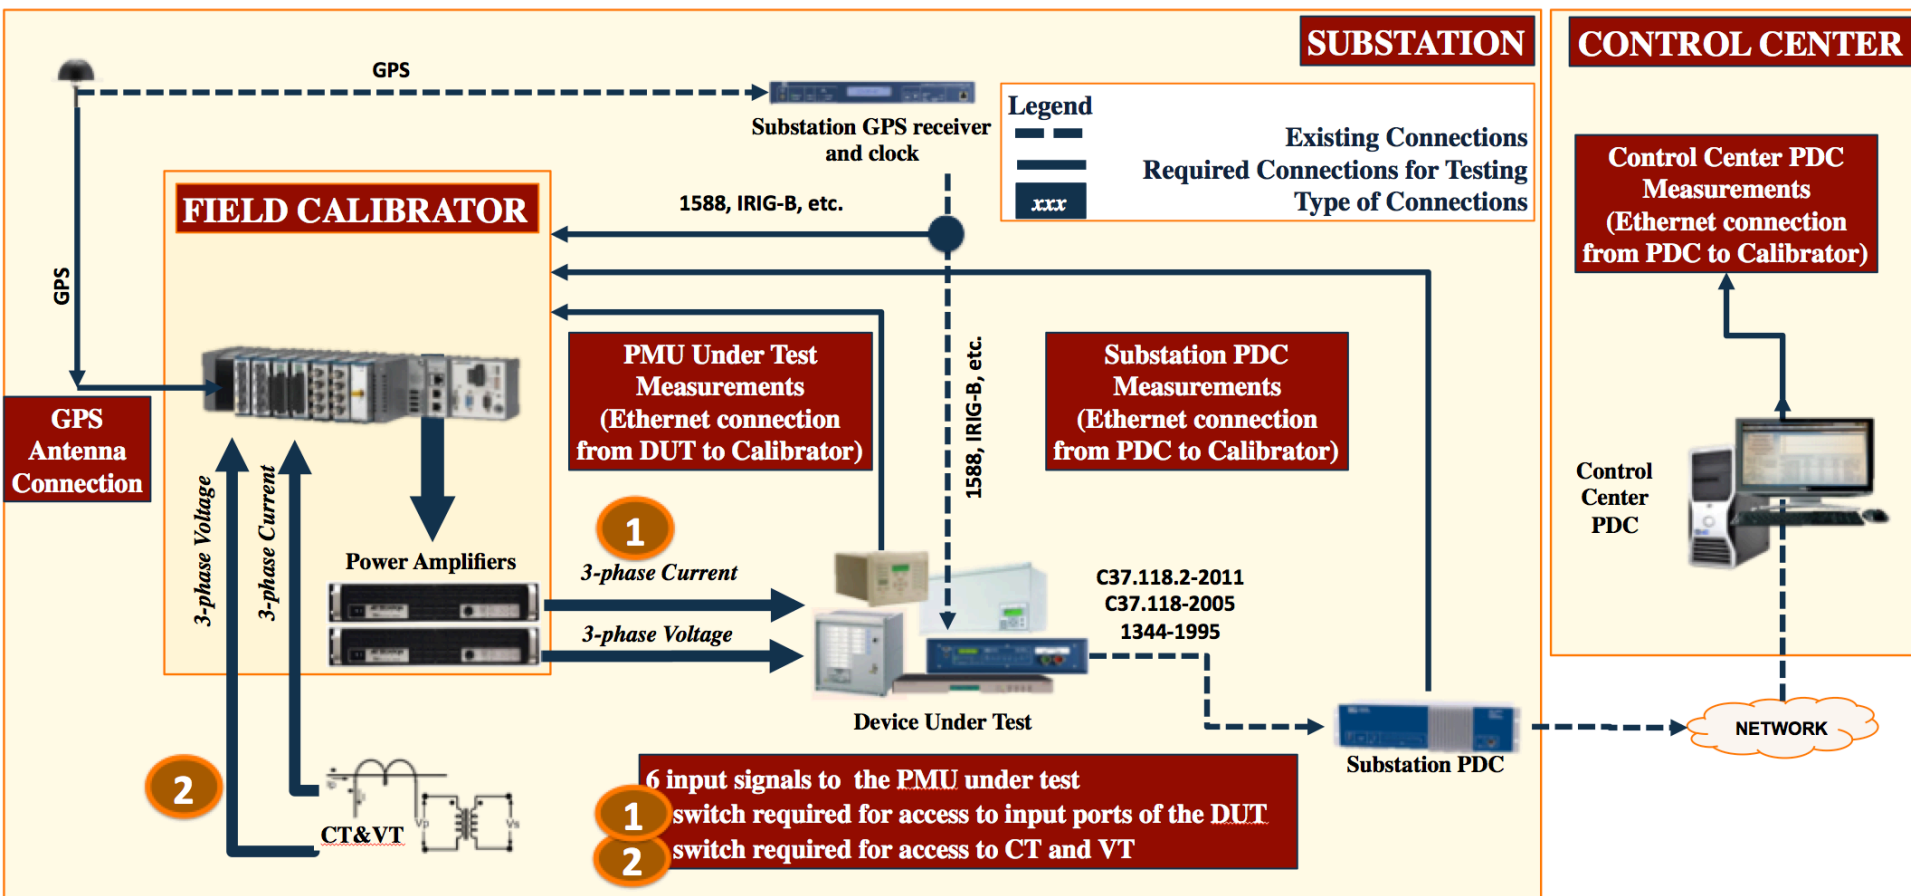 SUBSTATION
CONTROL CENTER
GPS
Substation GPS receiver
and clock
Legend
Existing Connections
Required Connections for Testing
xxx
Type of Connections
Control Center PDC
Measurements
(Ethernet connection
from PDC to Calibrator)
FIELD CALIBRATOR
1588, IRIG-B, etc.
GPS
PMU Under Test
Measurements
(Ethernet connection
from DUT to Calibrator)
1588, IRIG-B, etc.
Substation PDC
Measurements
(Ethernet connection
from PDC to Calibrator)
GPS
Antenna
Connection
3-phase Voltage
3-phase Current
Control
Center
PDC
1
Power Amplifiers
3-phase Current
3-phase Voltage
C37.118.2-2011
C37.118-2005
1344-1995
Device Under Test
Substation PDC
NETWORK
2
CT&VT
Vp
Vs
6 input signals to the PMU under test
1 switch required for access to input ports of the DUT
2 switch required for access to CT and VT